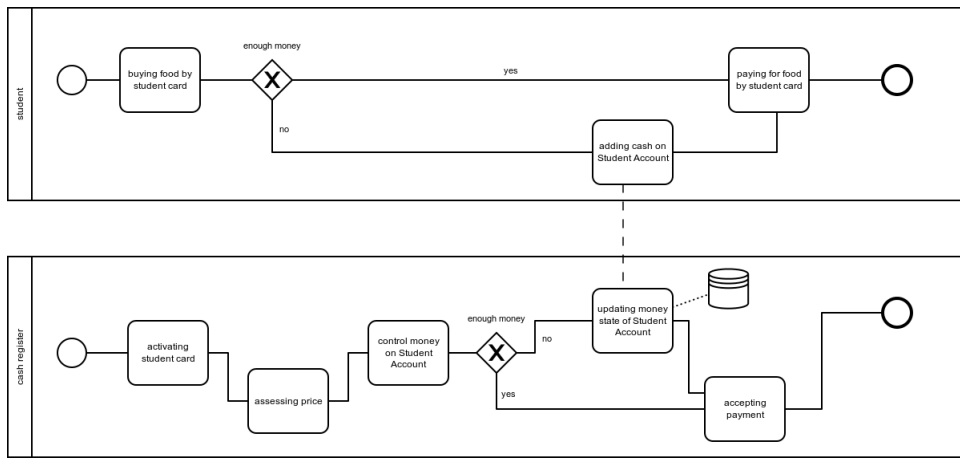 student
enough money
buying food by
student card
yes
paying for food
by student card
no
adding cash on
Student Account
cash register
activating
student card
assessing price
control money
on Student
Account
enough money
no
yes
updating money
state of Student
Account
accepting
payment